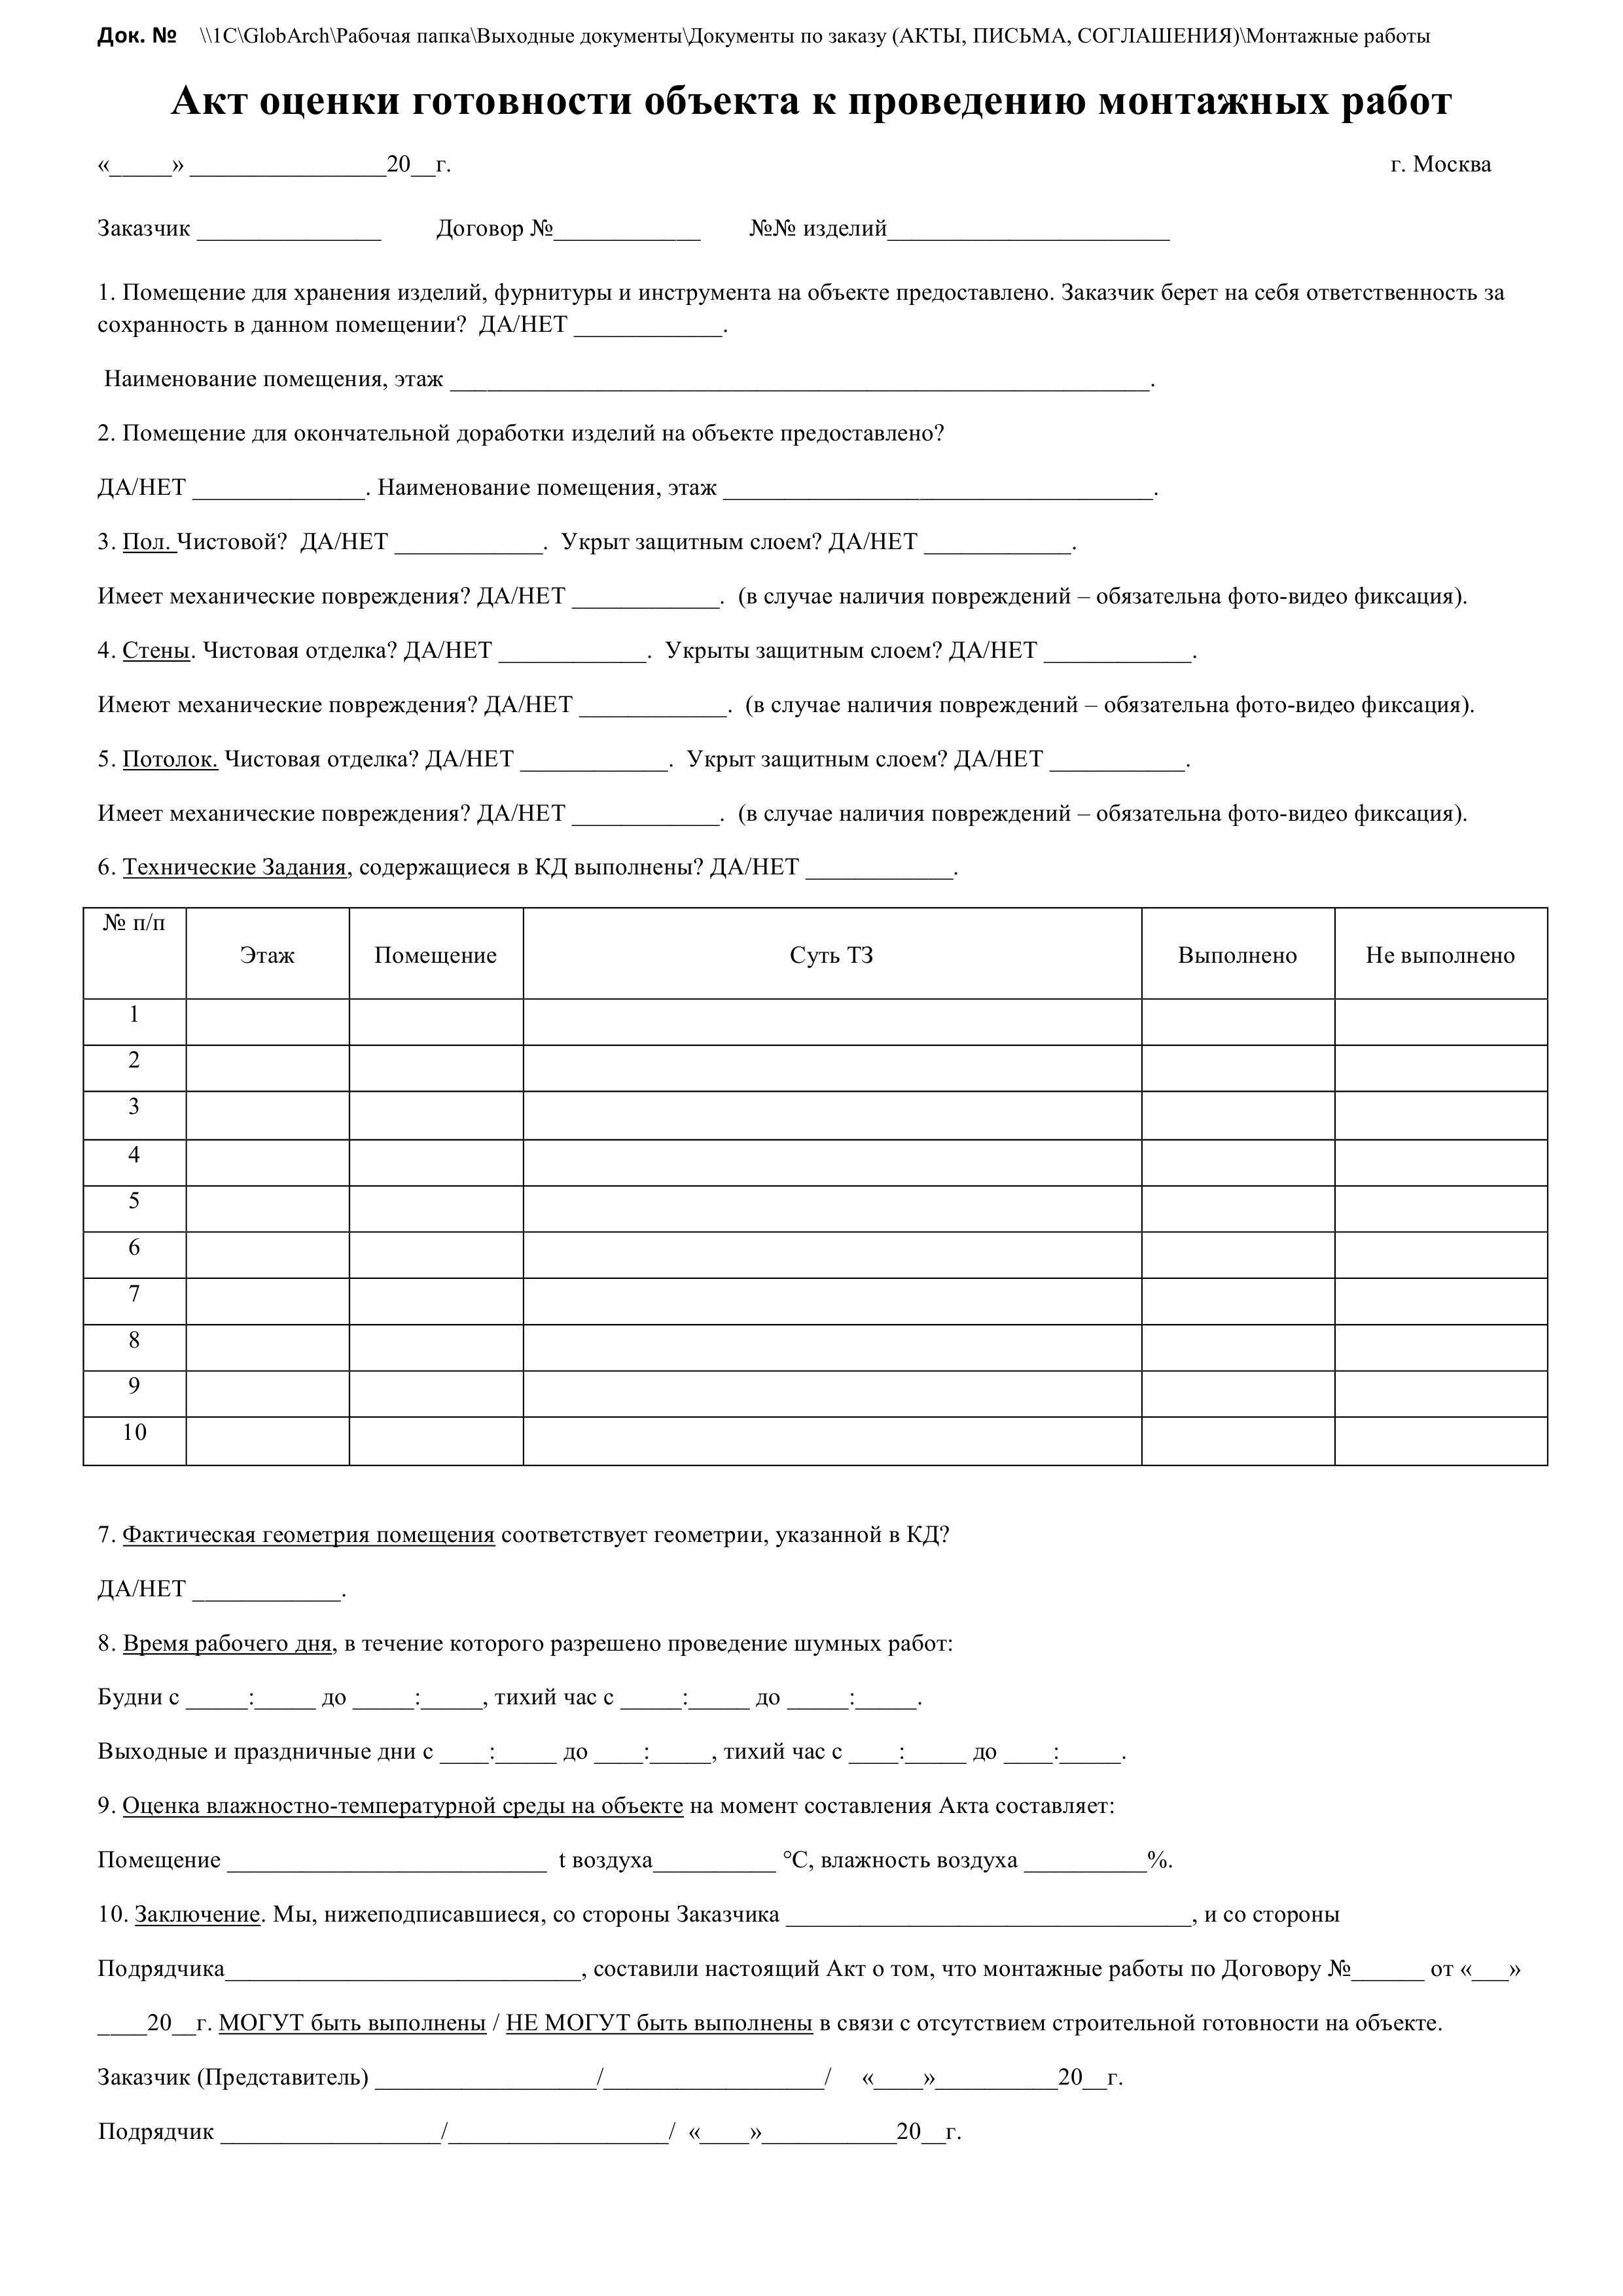 Док. № \\1C\GlobArch\Рабочая папка\Выходные документы\Документы по заказу (АКТЫ, ПИСЬМА, СОГЛАШЕНИЯ)\Монтажные работы
Акт оценки готовности объекта к проведению монтажных работ
«_____» ________________20__г. г. Москва
Заказчик _______________ Договор №____________ №№ изделий_______________________
1. Помещение для хранения изделий, фурнитуры и инструмента на объекте предоставлено. Заказчик берет на себя ответственность за
сохранность в данном помещении? ДА/НЕТ ____________.
Наименование помещения, этаж _________________________________________________________.
2. Помещение для окончательной доработки изделий на объекте предоставлено?
ДА/НЕТ ______________. Наименование помещения, этаж ___________________________________.
3. Пол. Чистовой? ДА/НЕТ ____________. Укрыт защитным слоем? ДА/НЕТ ____________.
Имеет механические повреждения? ДА/НЕТ ____________. (в случае наличия повреждений – обязательна фото-видео фиксация).
4. Стены. Чистовая отделка? ДА/НЕТ ____________. Укрыты защитным слоем? ДА/НЕТ ____________.
Имеют механические повреждения? ДА/НЕТ ____________. (в случае наличия повреждений – обязательна фото-видео фиксация).
5. Потолок. Чистовая отделка? ДА/НЕТ ____________. Укрыт защитным слоем? ДА/НЕТ ___________.
Имеет механические повреждения? ДА/НЕТ ____________. (в случае наличия повреждений – обязательна фото-видео фиксация).
6. Технические Задания, содержащиеся в КД выполнены? ДА/НЕТ ____________.
№ п/п Этаж Помещение Суть ТЗ Выполнено Не выполнено
1
2
3
4
5
6
7
8
9
10
7. Фактическая геометрия помещения соответствует геометрии, указанной в КД?
ДА/НЕТ ____________.
8. Время рабочего дня, в течение которого разрешено проведение шумных работ:
Будни с _____:_____ до _____:_____, тихий час с _____:_____ до _____:_____.
Выходные и праздничные дни с ____:_____ до ____:_____, тихий час с ____:_____ до ____:_____.
9. Оценка влажностно-температурной среды на объекте на момент составления Акта составляет:
Помещение __________________________ t воздуха__________ °С, влажность воздуха __________%.
10. Заключение. Мы, нижеподписавшиеся, со стороны Заказчика _________________________________, и со стороны
Подрядчика_____________________________, составили настоящий Акт о том, что монтажные работы по Договору №______ от «___»
____20__г. МОГУТ быть выполнены / НЕ МОГУТ быть выполнены в связи с отсутствием строительной готовности на объекте.
Заказчик (Представитель) __________________/__________________/ «____»__________20__г.
Подрядчик __________________/__________________/ «____»___________20__г.